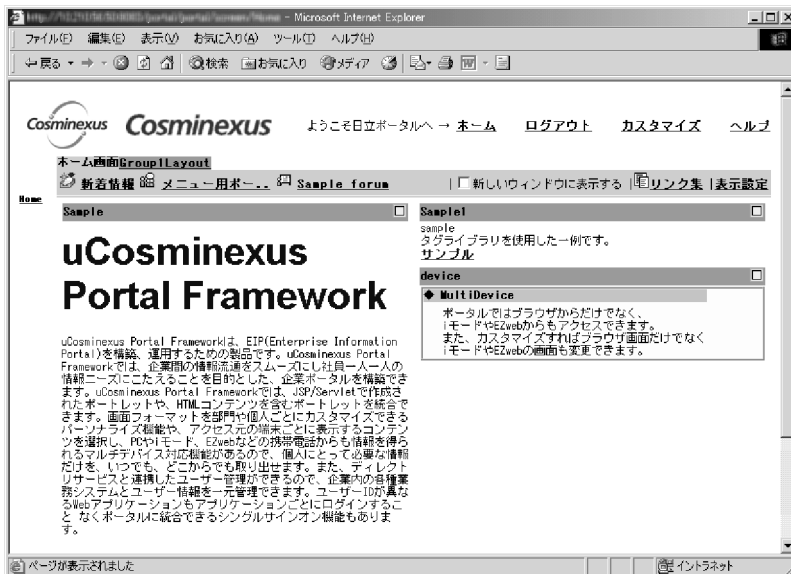 - Microsoft Internet Explorer
ファイル(F) 編集(E) 表示(V) お気に入り(A) ツール(T) ヘルプ(H)
戻る 検索 お気に入り メディア
Cosminexus Cosminexus ようこそ日立ポータルへ → ホーム ログアウト カスタマイズ ヘルプ
ホーム画面Group1Layout
新着情報 メニュー用ポー.. Sample forum | 新しいウィンドウに表示する | リンク集 | 表示設定
Home
Sample
uCosminexus
Portal Framework
uCosminexus Portal Frameworkは、EIP(Enterprise Information
Portal)を構築、運用するための製品です。uCosminexus Portal
Frameworkでは、企業間の情報流通をスムーズにし社員一人一人の
情報ニーズにこたえることを目的とした、企業ポータルを構築でき
ます。uCosminexus Portal Frameworkでは、JSP/Servletで作成さ
れたポートレットや、HTMLコンテンツを含むポートレットを統合で
きます。画面フォーマットを部門や個人ごとにカスタマイズできる
パーソナライズ機能や、アクセス元の端末ごとに表示するコンテン
ツを選択し、PCやiモード、EZwebなどの携帯電話からも情報を得ら
れるマルチデバイス対応機能があるので、個人にとって必要な情報
だけを、いつでも、どこからでも取り出せます。また、ディレクト
リサービスと連携したユーザー管理ができるので、企業内の各種業
務システムとユーザー情報を一元管理できます。ユーザーIDが異な
るWebアプリケーションもアプリケーションごとにログインするこ
と なくポータルに統合できるシングルサインオン機能もありま
す。
Sample1
sample
タグライブラリを使用した一例です。
サンプル
device
◆ MultiDevice
ポータルではブラウザからだけでなく、
iモードやEZwebからもアクセスできます。
また、カスタマイズすればブラウザ画面だけでなく
iモードやEZwebの画面も変更できます。
ページが表示されました イントラネット